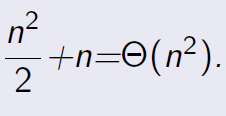 n²/2 + n = Θ(n²).